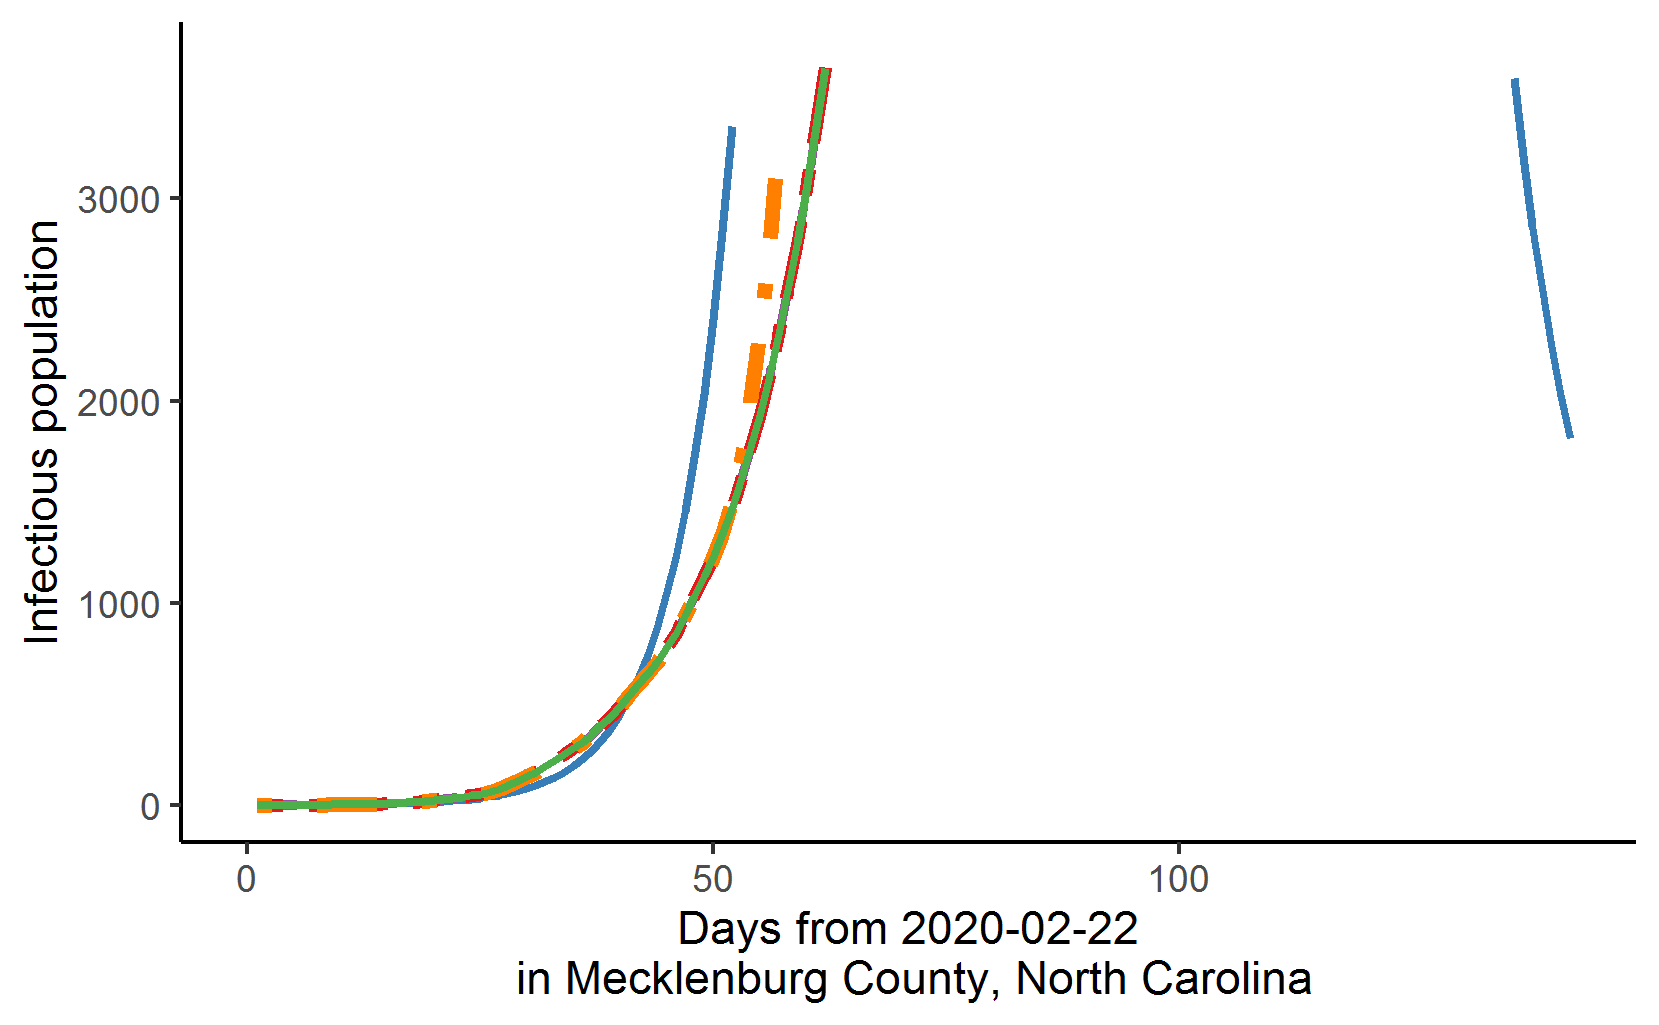 Infectious population
3000
2000
1000
0
0
50
100
Days from 2020-02-22
in Mecklenburg County, North Carolina